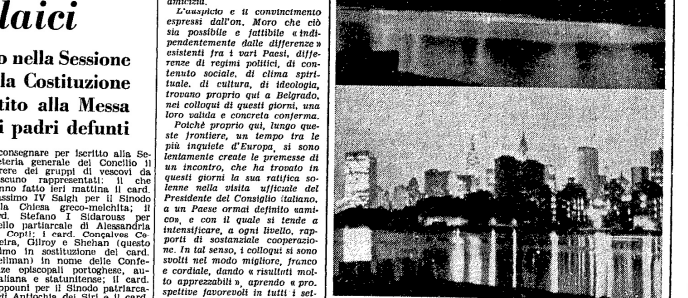 laici
o nella Sessione
la Costituzione
tito alla Messa
i padri defunti
consegnare per iscritto alla Se-
eteria generale del Concilio il
rere dei gruppi di vescovi da
scuno rappresentati: il che
nno fatto ieri mattina il card.
assimo IV Saigh per il Sinodo
la Chiesa greco-melchita; il
rd. Stefano I Sidarouss per
ello partiarcale di Alessandria
Copti; i card. Gonçalves Ce-
eira, Gilroy e Shehan (questo
imo in sostituzione del card.
ellman) in nome delle Confe-
ze episcopali portoghese, au-
aliana e statunitense; il card.
ppouni per il Sinodo patriarca-
di Antiochia dei Siri e il card.
amicizia.
L'auspicio e il convincimento
espressi dall'on. Moro che ciò
sia possibile e fattibile «indi-
pendentemente dalle differenze»
esistenti fra i vari Paesi, diffe-
renze di regimi politici, di con-
tenuto sociale, di clima spiri-
tuale, di cultura, di ideologia,
trovano proprio qui a Belgrado,
nei colloqui di questi giorni, una
loro valida e concreta conferma.
Poichè proprio qui, lungo que-
ste frontiere, un tempo tra le
più inquiete d'Europa, si sono
lentamente create le premesse di
un incontro, che ha trovato in
questi giorni la sua ratifica so-
lenne nella visita ufficiale del
Presidente del Consiglio italiano,
a un Paese ormai definito «ami-
co», e con il quale si tende a
intensificare, a ogni livello, rap-
porti di sostanziale cooperazio-
ne. In tal senso, i colloqui si sono
svolti nel modo migliore, franco
e cordiale, dando «risultati mol-
to apprezzabili», aprendo «pro-
spettive favorevoli in tutti i set-